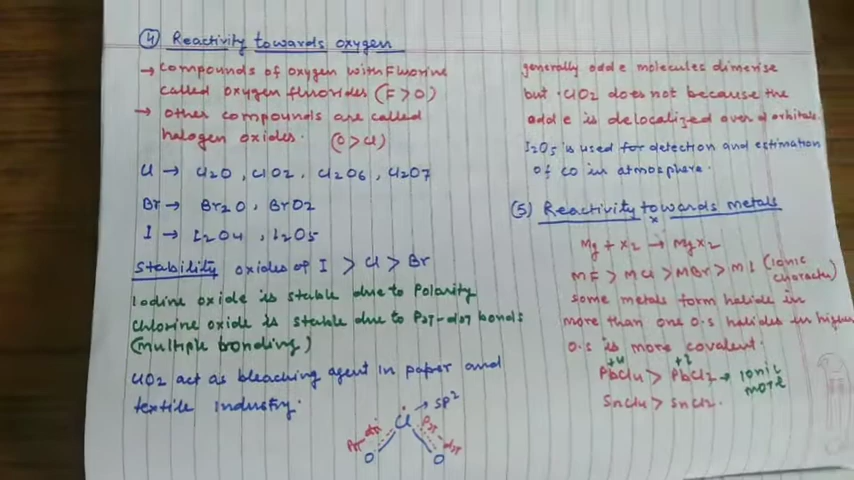 (4) Reactivity towards oxygen
→ Compounds of oxygen with Fluorine
called oxygen fluorides (F > O)
→ other compounds are called
halogen oxides. (O > Cl)
Cl → Cl2O, ClO2, Cl2O6, Cl2O7
Br → Br2O, BrO2
I → I2O4, I2O5
Stability oxides of I > Cl > Br
Iodine oxide is stable due to Polarity
Chlorine oxide is stable due to Pπ-dπ bonds
(multiple bonding)
ClO2 act as bleaching agent in paper and
textile industry.
Cl → SP2
Pπ-dπ Pπ-dπ
O O
generally odd e molecules dimerise
but ClO2 does not because the
odd e is delocalized over d orbitals.
I2O5 is used for detection and estimation
of CO in atmosphere.
(5) Reactivity towards metals
Mg + X2 → MgX2
MF > MCl > MBr > MI (Ionic
character)
some metals form halide in
more than one O.S halides in higher
O.S is more covalent.
+4 +2
PbCl4 > PbCl2 → Ionic
more
SnCl4 > SnCl2.